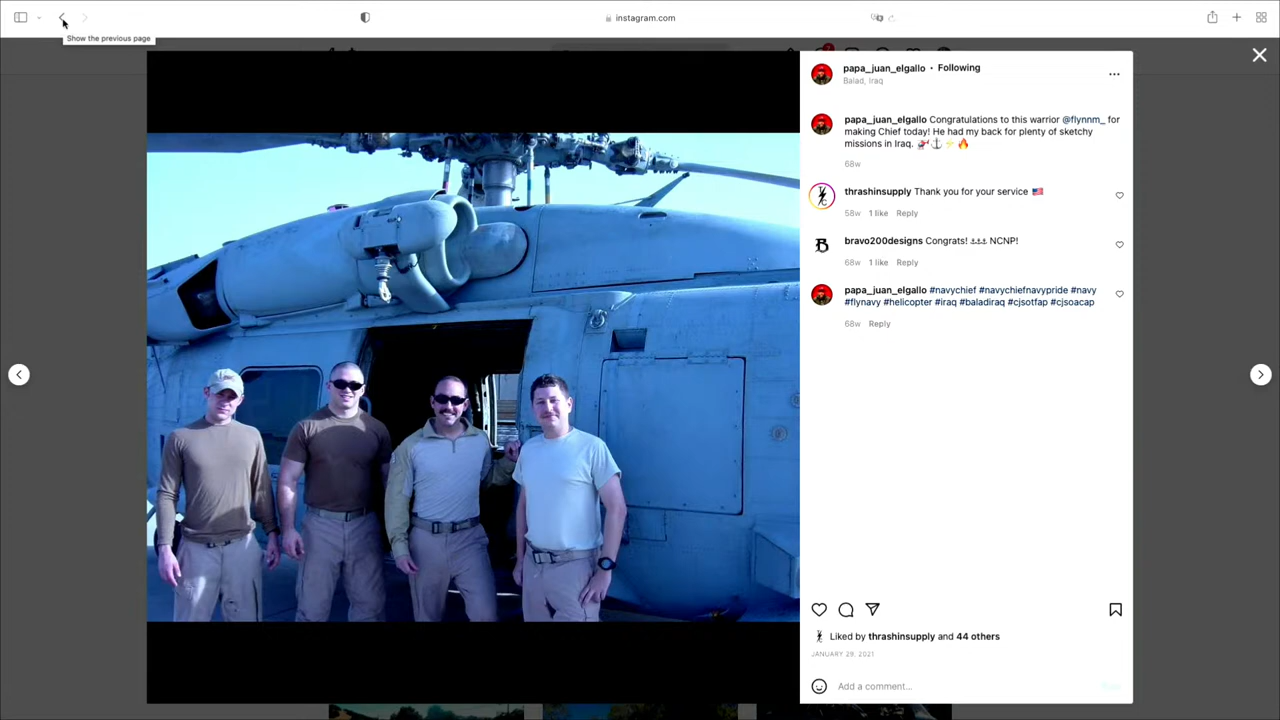 instagram.com
Show the previous page
papa_juan_elgallo • Following
Balad, Iraq
papa_juan_elgallo Congratulations to this warrior @flynnm_ for
making Chief today! He had my back for plenty of sketchy
missions in Iraq. 🐓⚓⚡🔥
68w
thrashinsupply Thank you for your service 🇺🇸
58w 1 like Reply
bravo200designs Congrats! ⚓⚓⚓ NCNP!
68w 1 like Reply
papa_juan_elgallo #navychief #navychiefnavypride #navy
#flynavy #helicopter #iraq #baladiraq #cjsotfap #cjsoacap
68w Reply
Liked by thrashinsupply and 44 others
Add a comment...